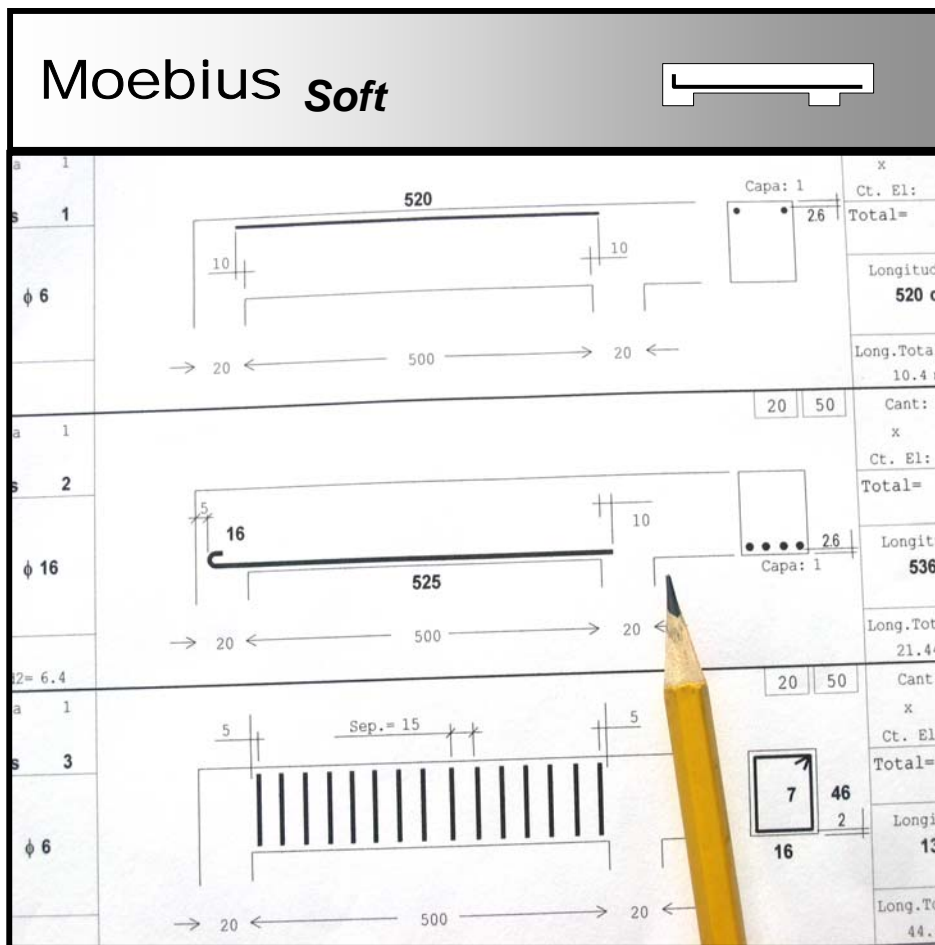 Moebius Soft
a 1
520
Capa: 1
x
Ct. El:
s 1
2.6
Total=
10
10
Longitud
ϕ 6
520 c
20
500
20
Long.Tota
10.4
20 50
Cant:
a 1
x
Ct. El:
s 2
Total=
5
16
10
2.6
Longit
ϕ 16
525
Capa: 1
536
20
500
20
Long.Tot
21.44
2= 6.4
20 50
Cant
a 1
5
Sep.= 15
5
x
Ct. El
s 3
Total=
7
46
2
Longi
ϕ 6
16
13
20
500
20
Long.To
44.